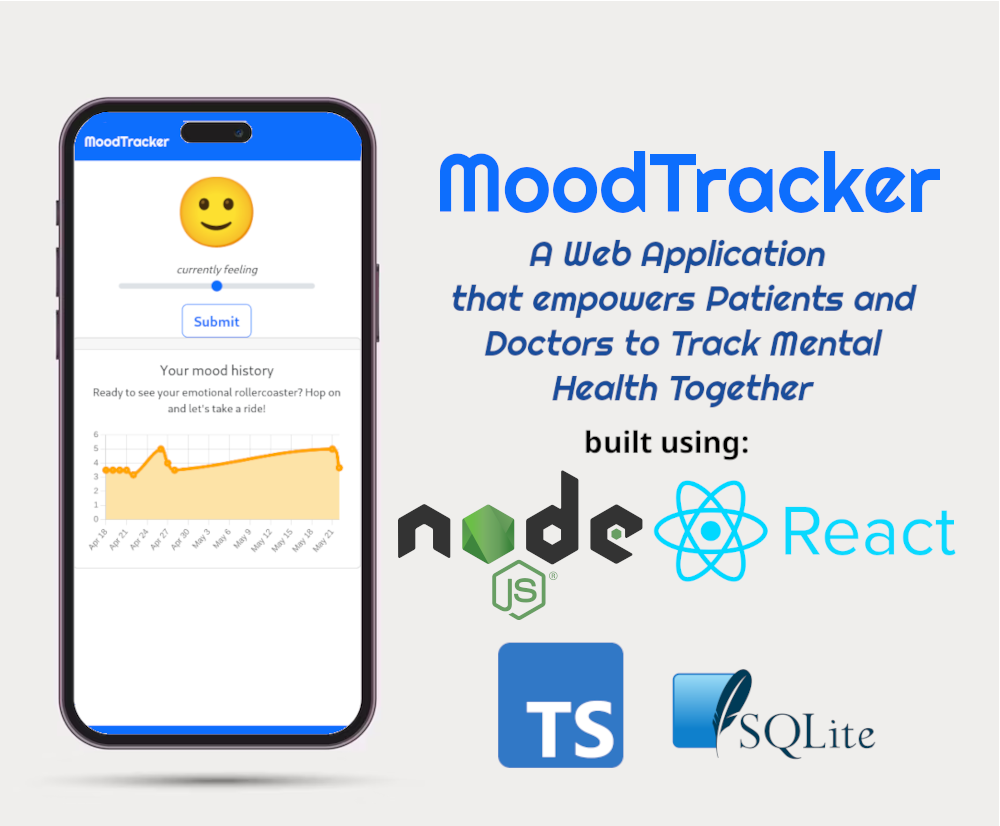 MoodTracker
currently feeling
Submit
Your mood history
Ready to see your emotional rollercoaster? Hop on
and let's take a ride!
6
5
4
3
2
1
0
Apr 18
Apr 21
Apr 24
Apr 27
Apr 30
May 3
May 6
May 9
May 12
May 15
May 18
May 21
MoodTracker
A Web Application
that empowers Patients and
Doctors to Track Mental
Health Together
built using:
node
JS®
React
TS
SQLite